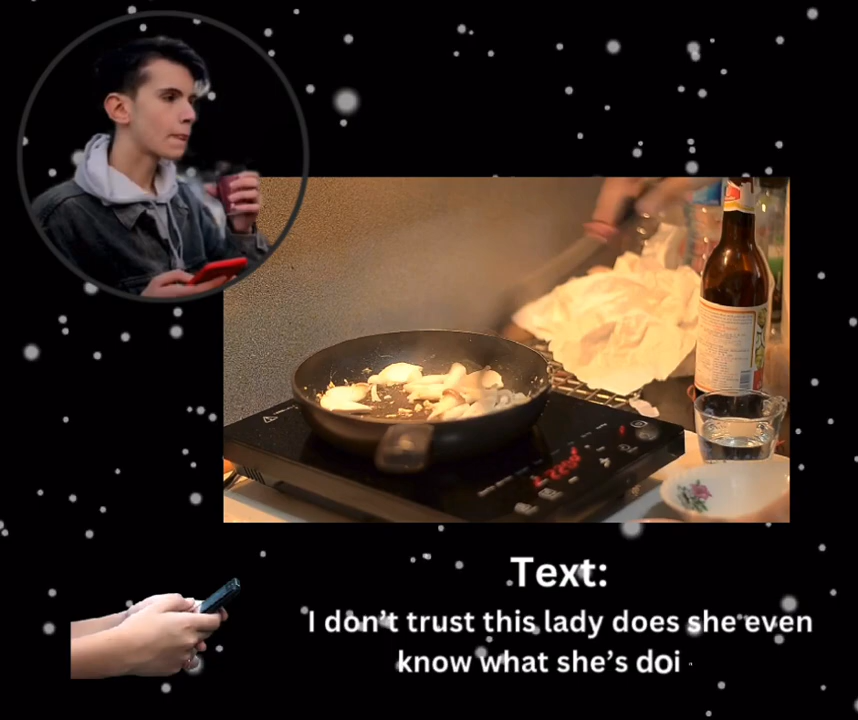 Text:
I don't trust this lady does she even
know what she's doi